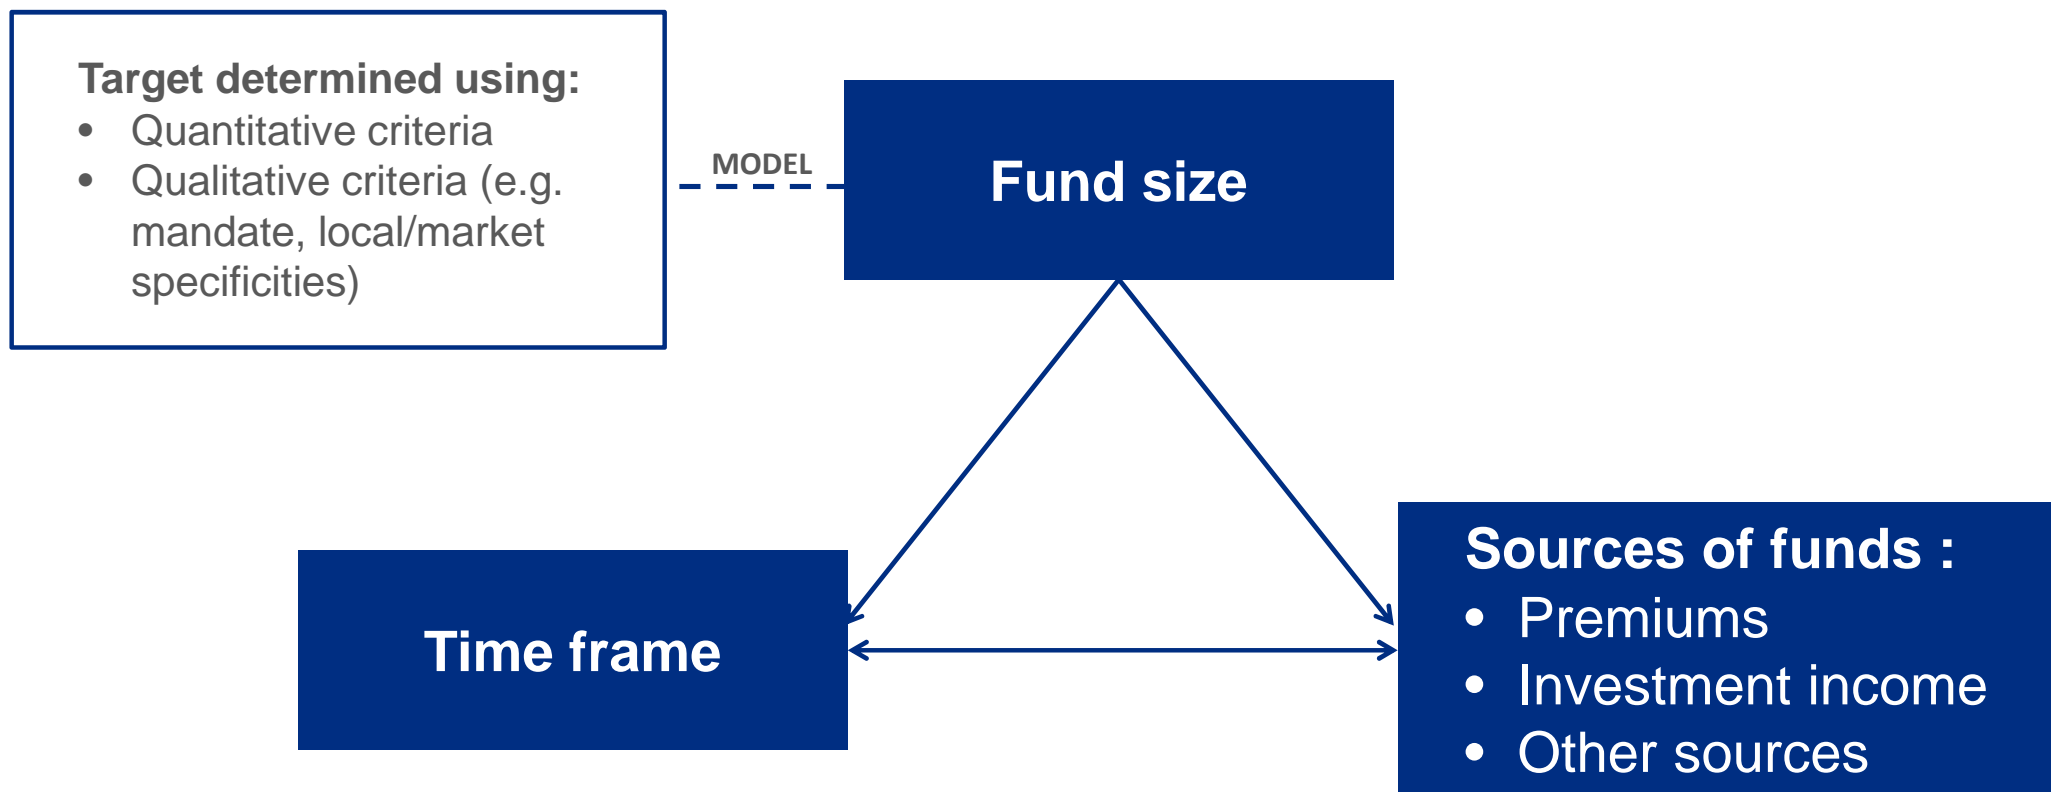 Target determined using:
• Quantitative criteria
• Qualitative criteria (e.g.
mandate, local/market
specificities)
MODEL
Fund size
Time frame
Sources of funds :
• Premiums
• Investment income
• Other sources